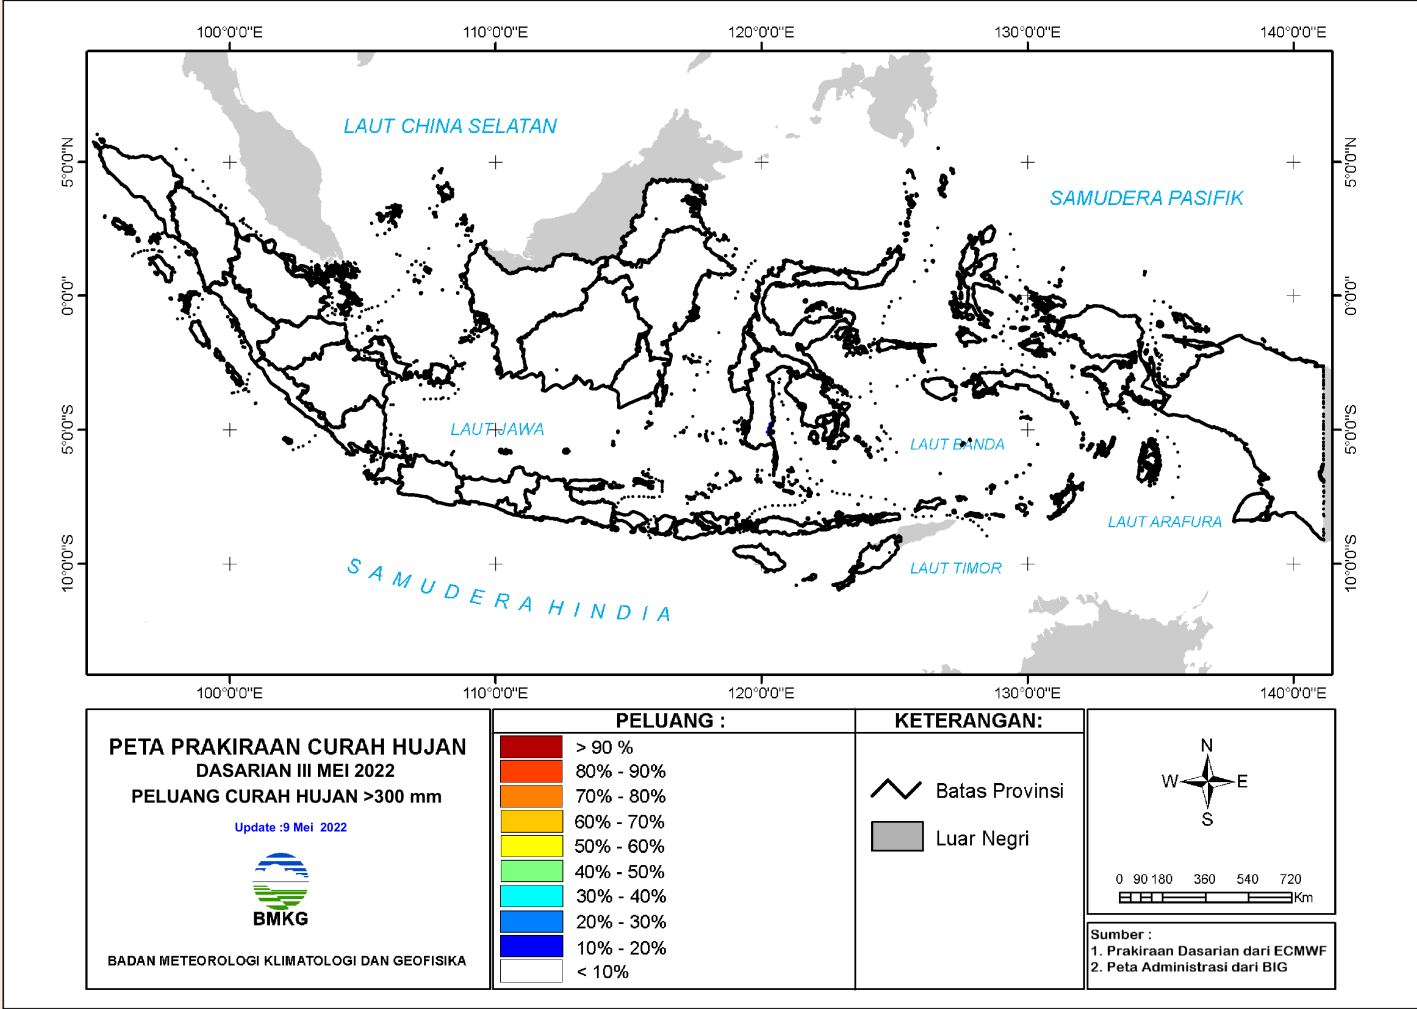 100°0'0"E 110°0'0"E 120°0'0"E 130°0'0"E 140°0'0"E
5°0'0"N
0°0'0"
5°0'0"S
10°0'0"S
5°0'0"N
0°0'0"
5°0'0"S
10°0'0"S
LAUT CHINA SELATAN
SAMUDERA PASIFIK
LAUT JAWA
LAUT BANDA
LAUT ARAFURA
LAUT TIMOR
SAMUDERA HINDIA
100°0'0"E 110°0'0"E 120°0'0"E 130°0'0"E 140°0'0"E
PETA PRAKIRAAN CURAH HUJAN
DASARIAN III MEI 2022
PELUANG CURAH HUJAN >300 mm
Update :9 Mei 2022
BMKG
BADAN METEOROLOGI KLIMATOLOGI DAN GEOFISIKA
PELUANG :
> 90 %
80% - 90%
70% - 80%
60% - 70%
50% - 60%
40% - 50%
30% - 40%
20% - 30%
10% - 20%
< 10%
KETERANGAN:
Batas Provinsi
Luar Negri
N
W E
S
0 90 180 360 540 720
Km
Sumber :
1. Prakiraan Dasarian dari ECMWF
2. Peta Administrasi dari BIG